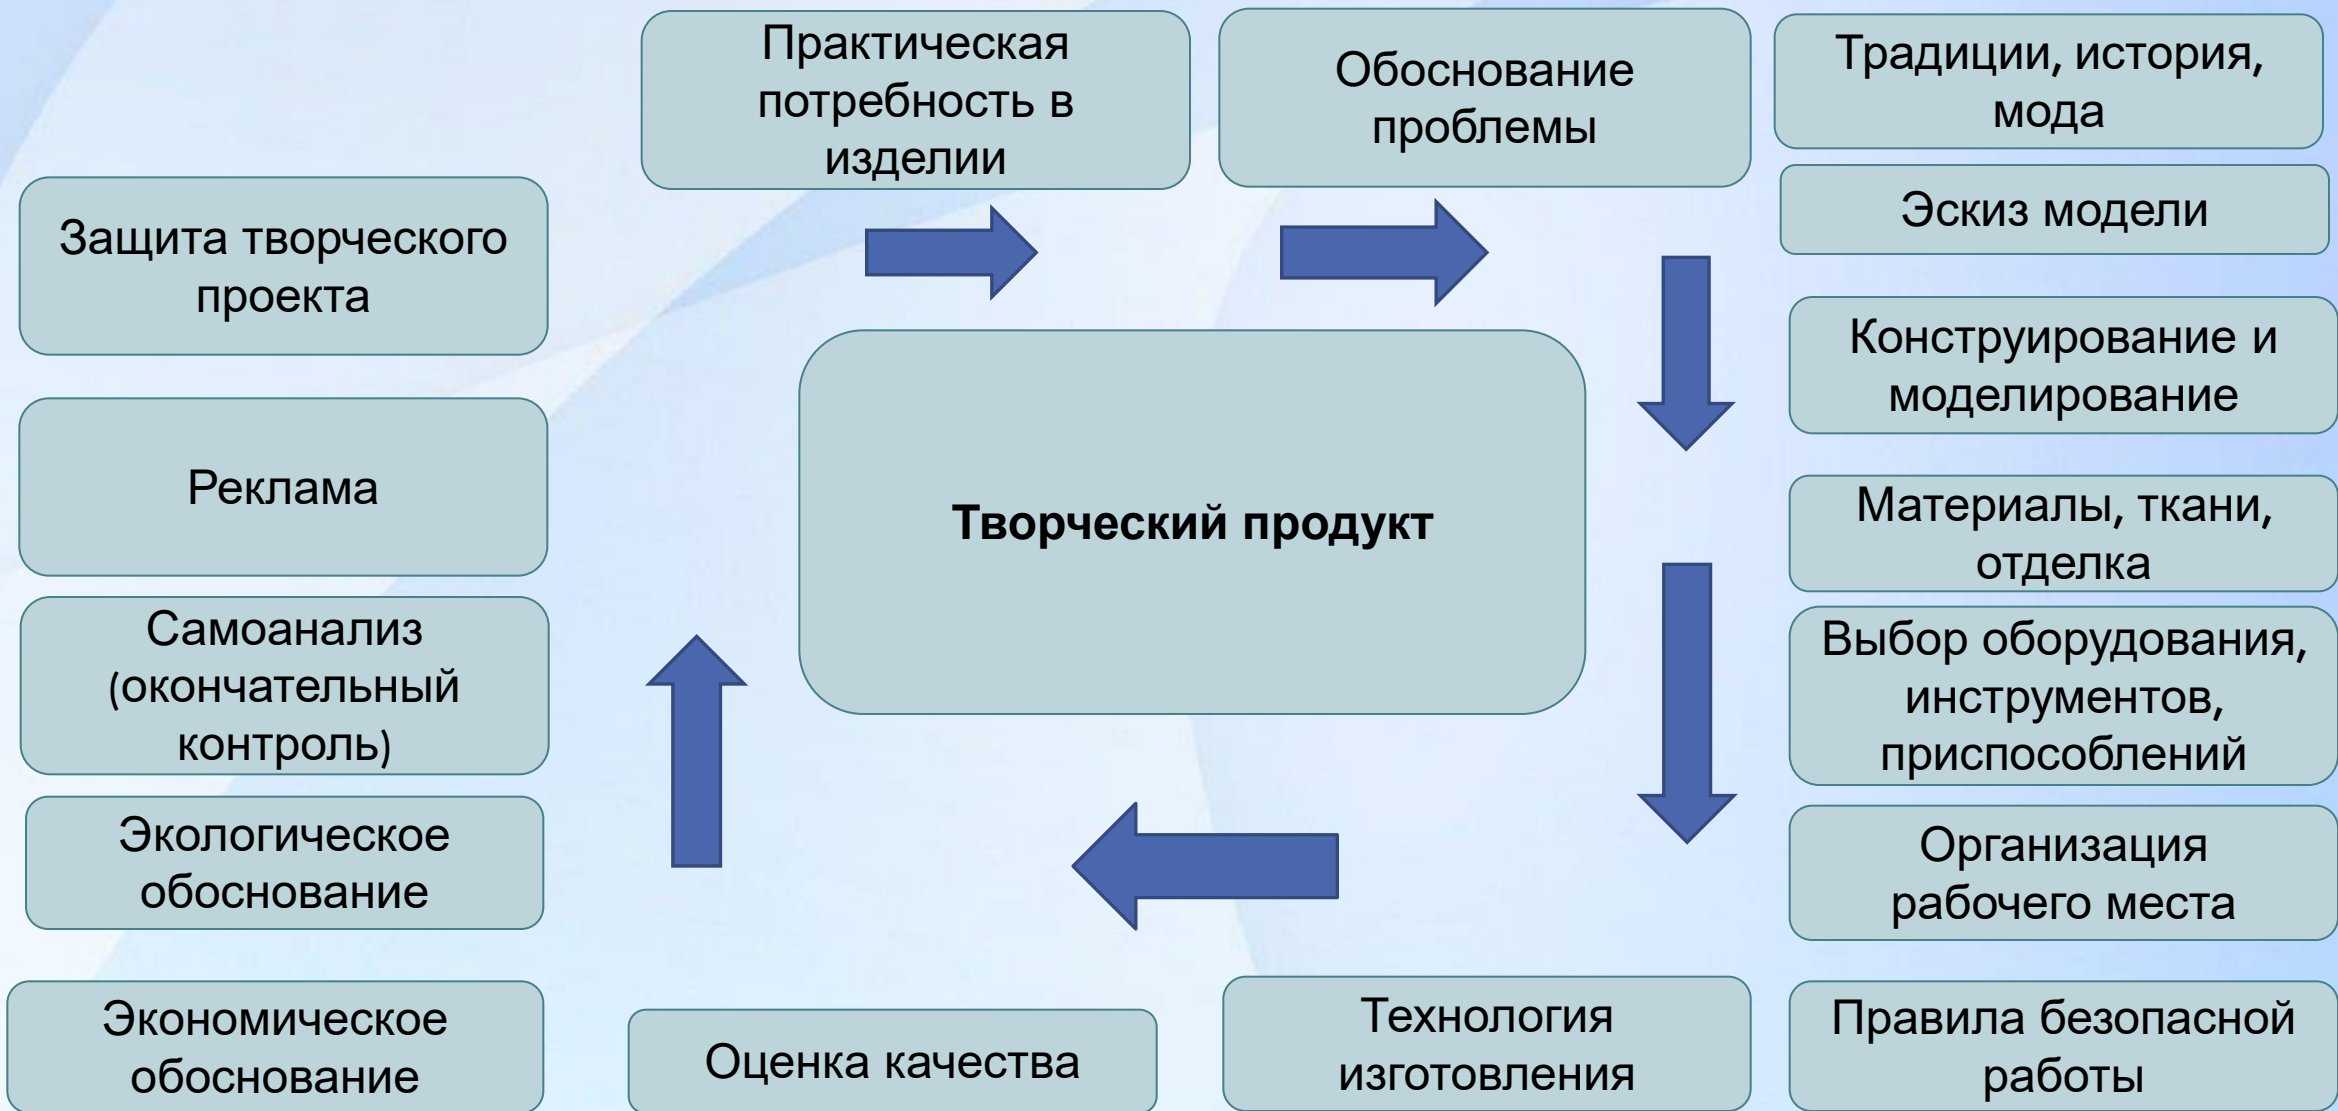 Практическая
потребность в
изделии
Обоснование
проблемы
Традиции, история,
мода
Эскиз модели
Конструирование и
моделирование
Материалы, ткани,
отделка
Выбор оборудования,
инструментов,
приспособлений
Организация
рабочего места
Правила безопасной
работы
Технология
изготовления
Оценка качества
Экономическое
обоснование
Экологическое
обоснование
Самоанализ
(окончательный
контроль)
Реклама
Защита творческого
проекта
Творческий продукт